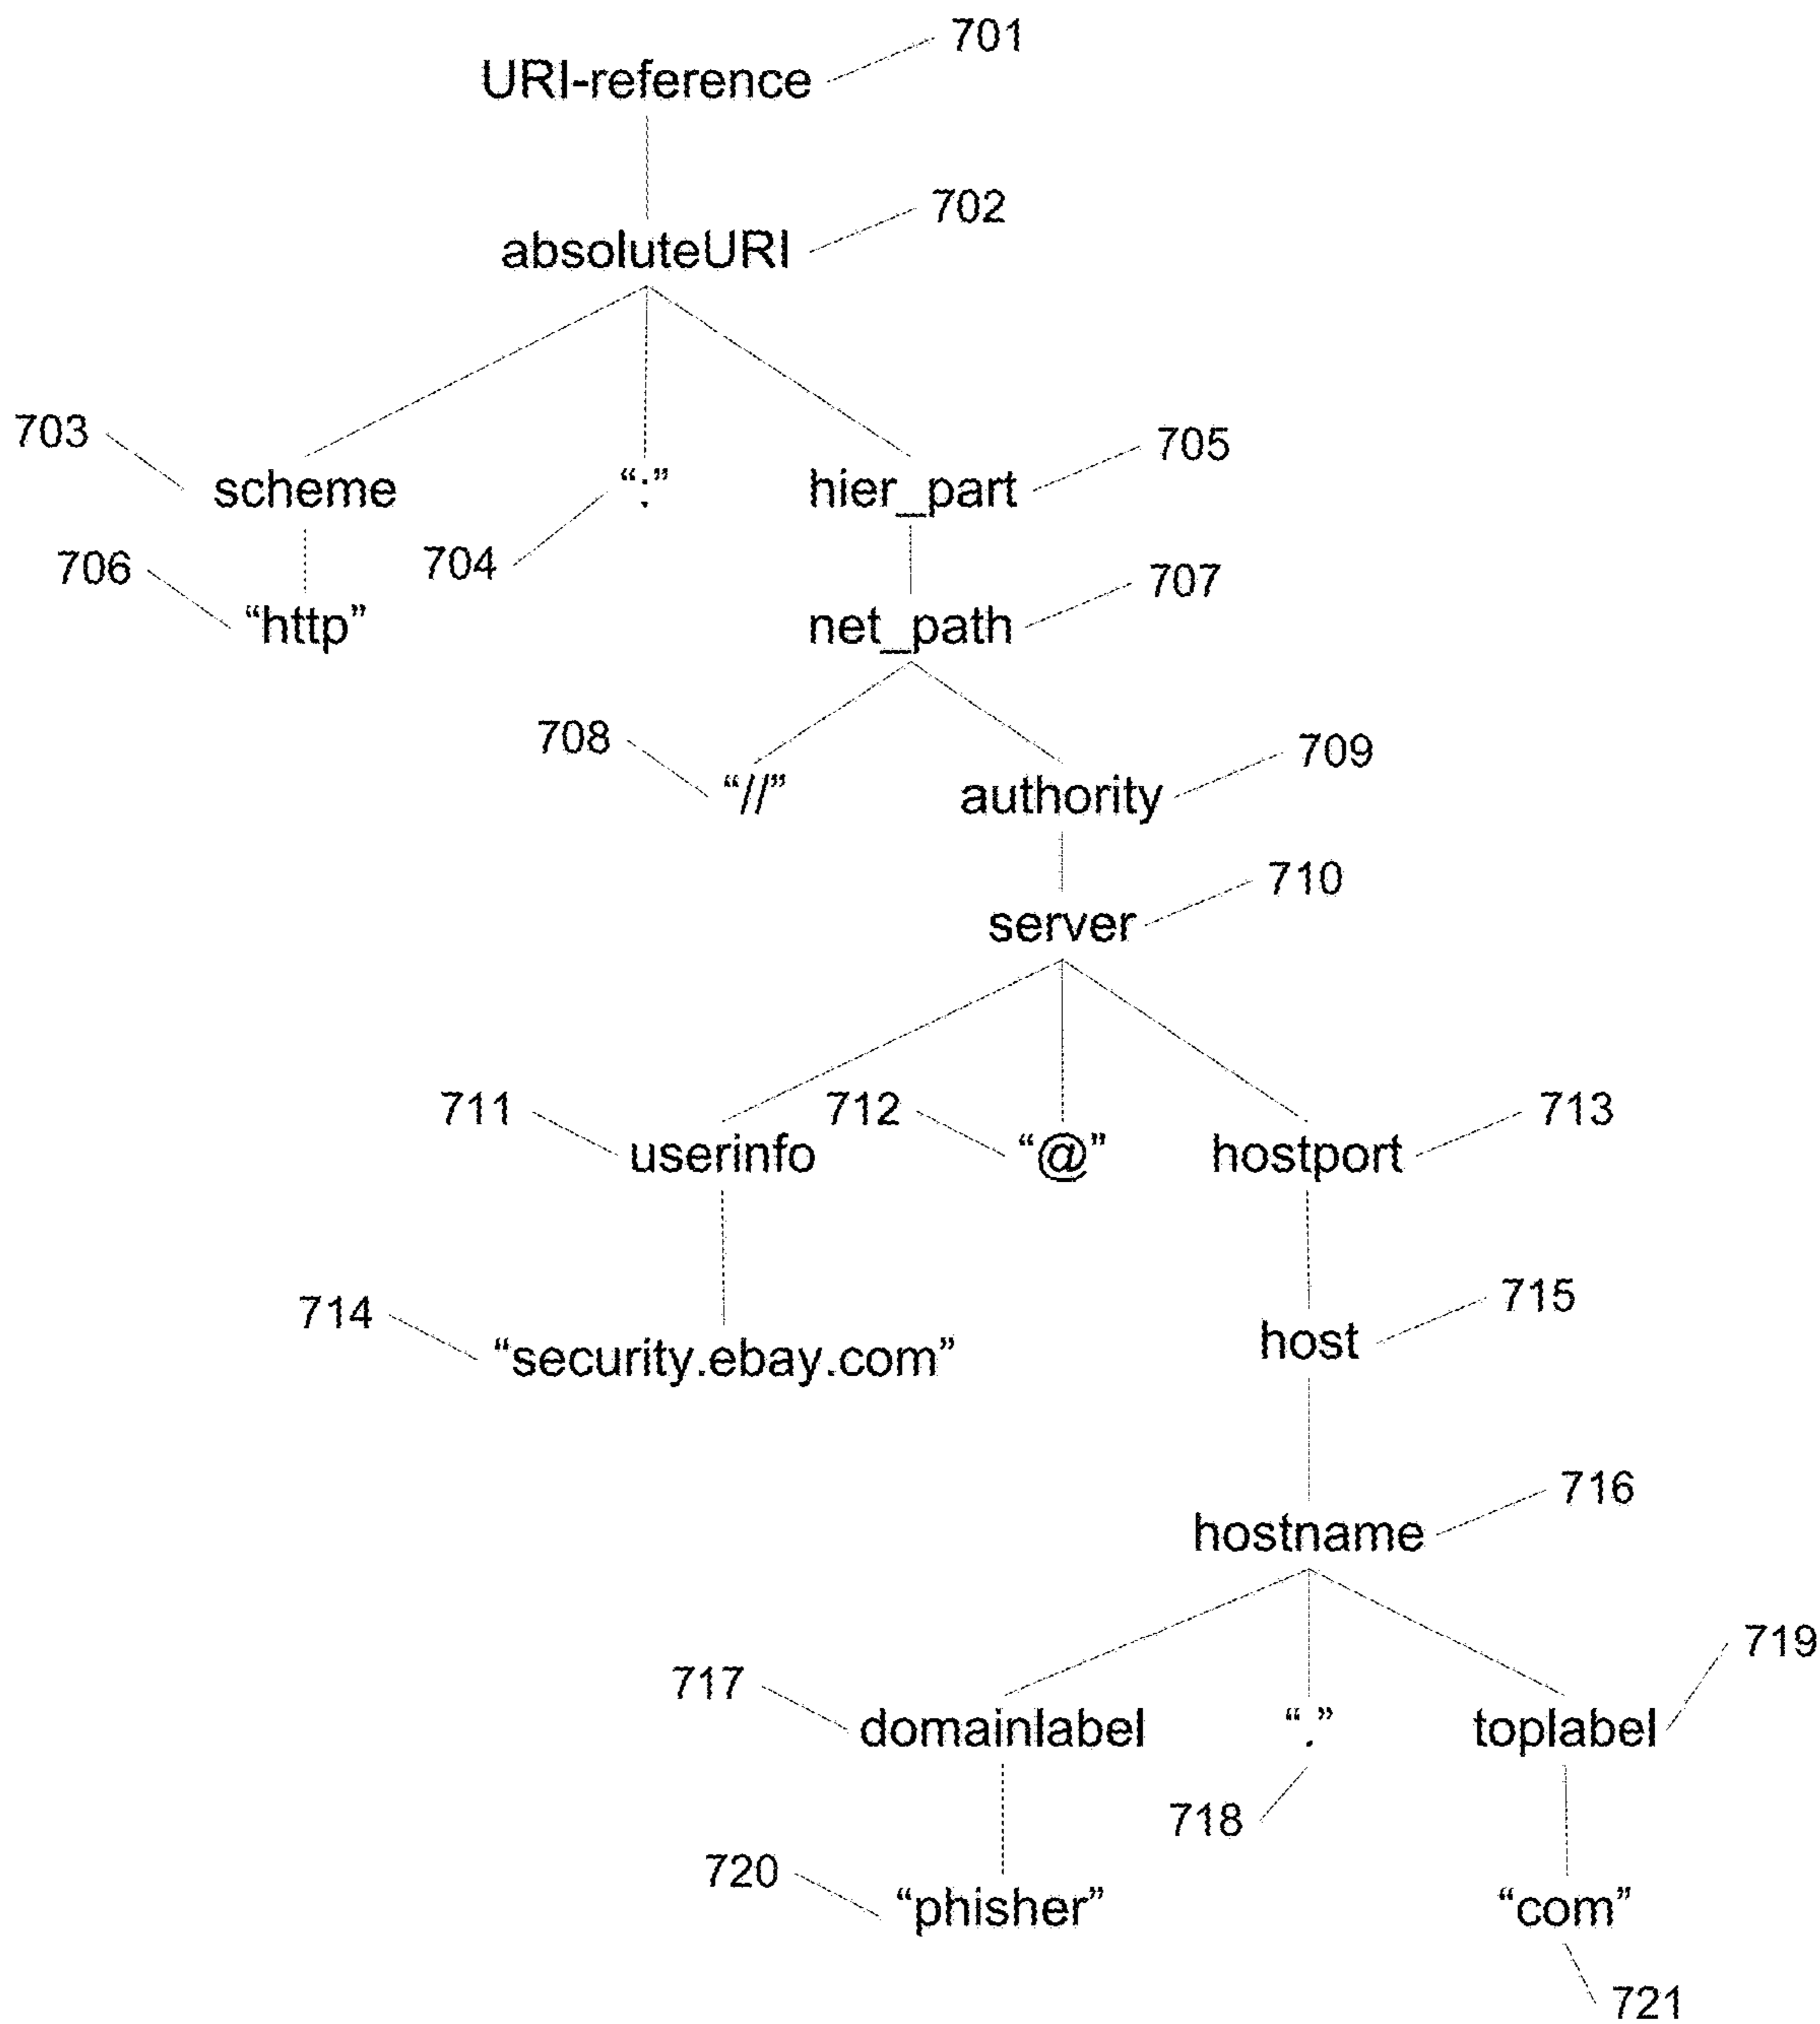 701
URI-reference
702
absoluteURI
703
705
scheme “:” hier_part
706
704
707
“http” net_path
708
709
“//” authority
710
server
711 712 713
userinfo “@” hostport
714
715
“security.ebay.com” host
716
hostname
719
717
domainlabel “.” toplabel
718
720
“phisher” “com”
721